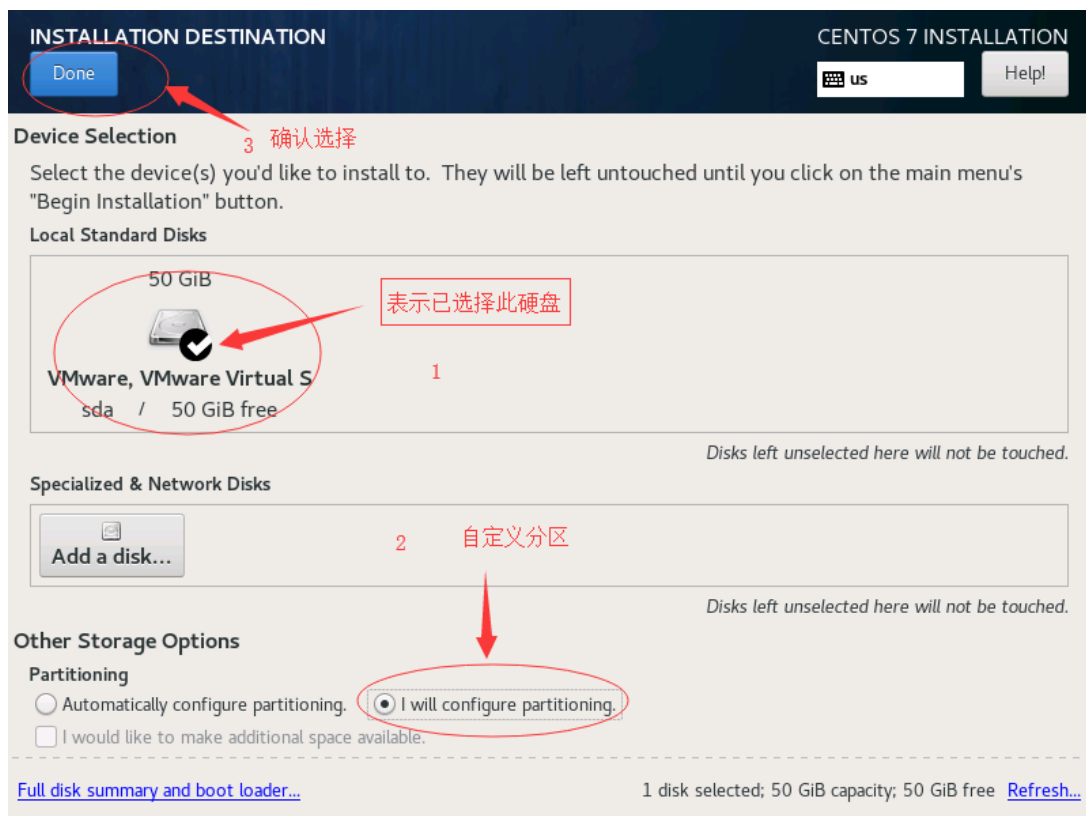 INSTALLATION DESTINATION
CENTOS 7 INSTALLATION
Done
us
Help!
3 确认选择
Device Selection
Select the device(s) you'd like to install to.  They will be left untouched until you click on the main menu's
"Begin Installation" button.
Local Standard Disks
50 GiB
表示已选择此硬盘
1
VMware, VMware Virtual S
sda / 50 GiB free
Disks left unselected here will not be touched.
Specialized & Network Disks
2 自定义分区
Add a disk...
Disks left unselected here will not be touched.
Other Storage Options
Partitioning
Automatically configure partitioning. I will configure partitioning.
I would like to make additional space available.
Full disk summary and boot loader... 1 disk selected; 50 GiB capacity; 50 GiB free Refresh...